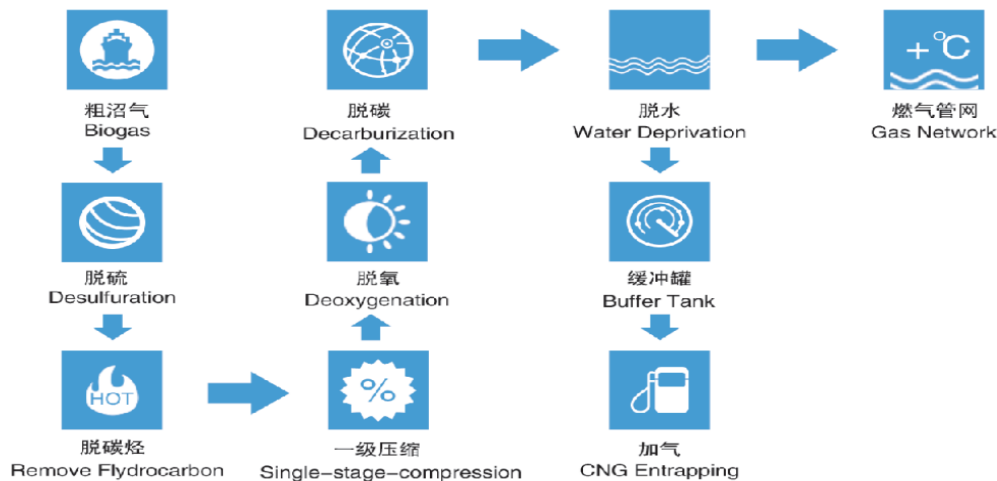 粗沼气
Biogas
脱硫
Desulfuration
HOT
脱碳烃
Remove Flydrocarbon
%
一级压缩
Single-stage-compression
脱氧
Deoxygenation
脱碳
Decarburization
脱水
Water Deprivation
+℃
燃气管网
Gas Network
缓冲罐
Buffer Tank
加气
CNG Entrapping